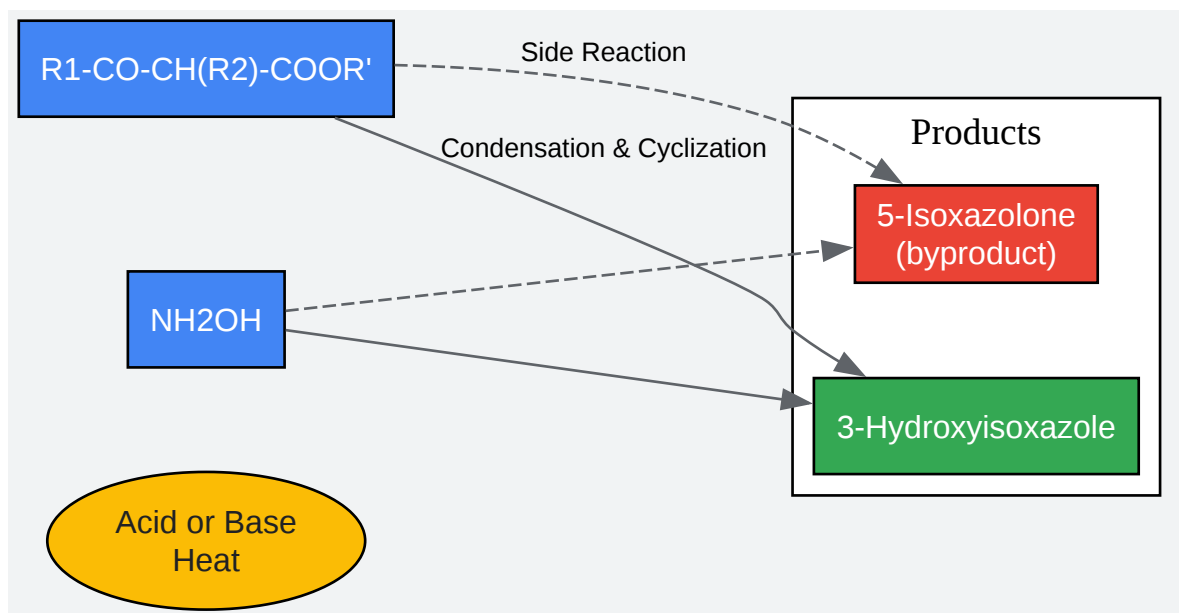 R1-CO-CH(R2)-COOR'
Side Reaction
Condensation & Cyclization
Products
5-Isoxazolone
(byproduct)
NH2OH
3-Hydroxyisoxazole
Acid or Base
Heat